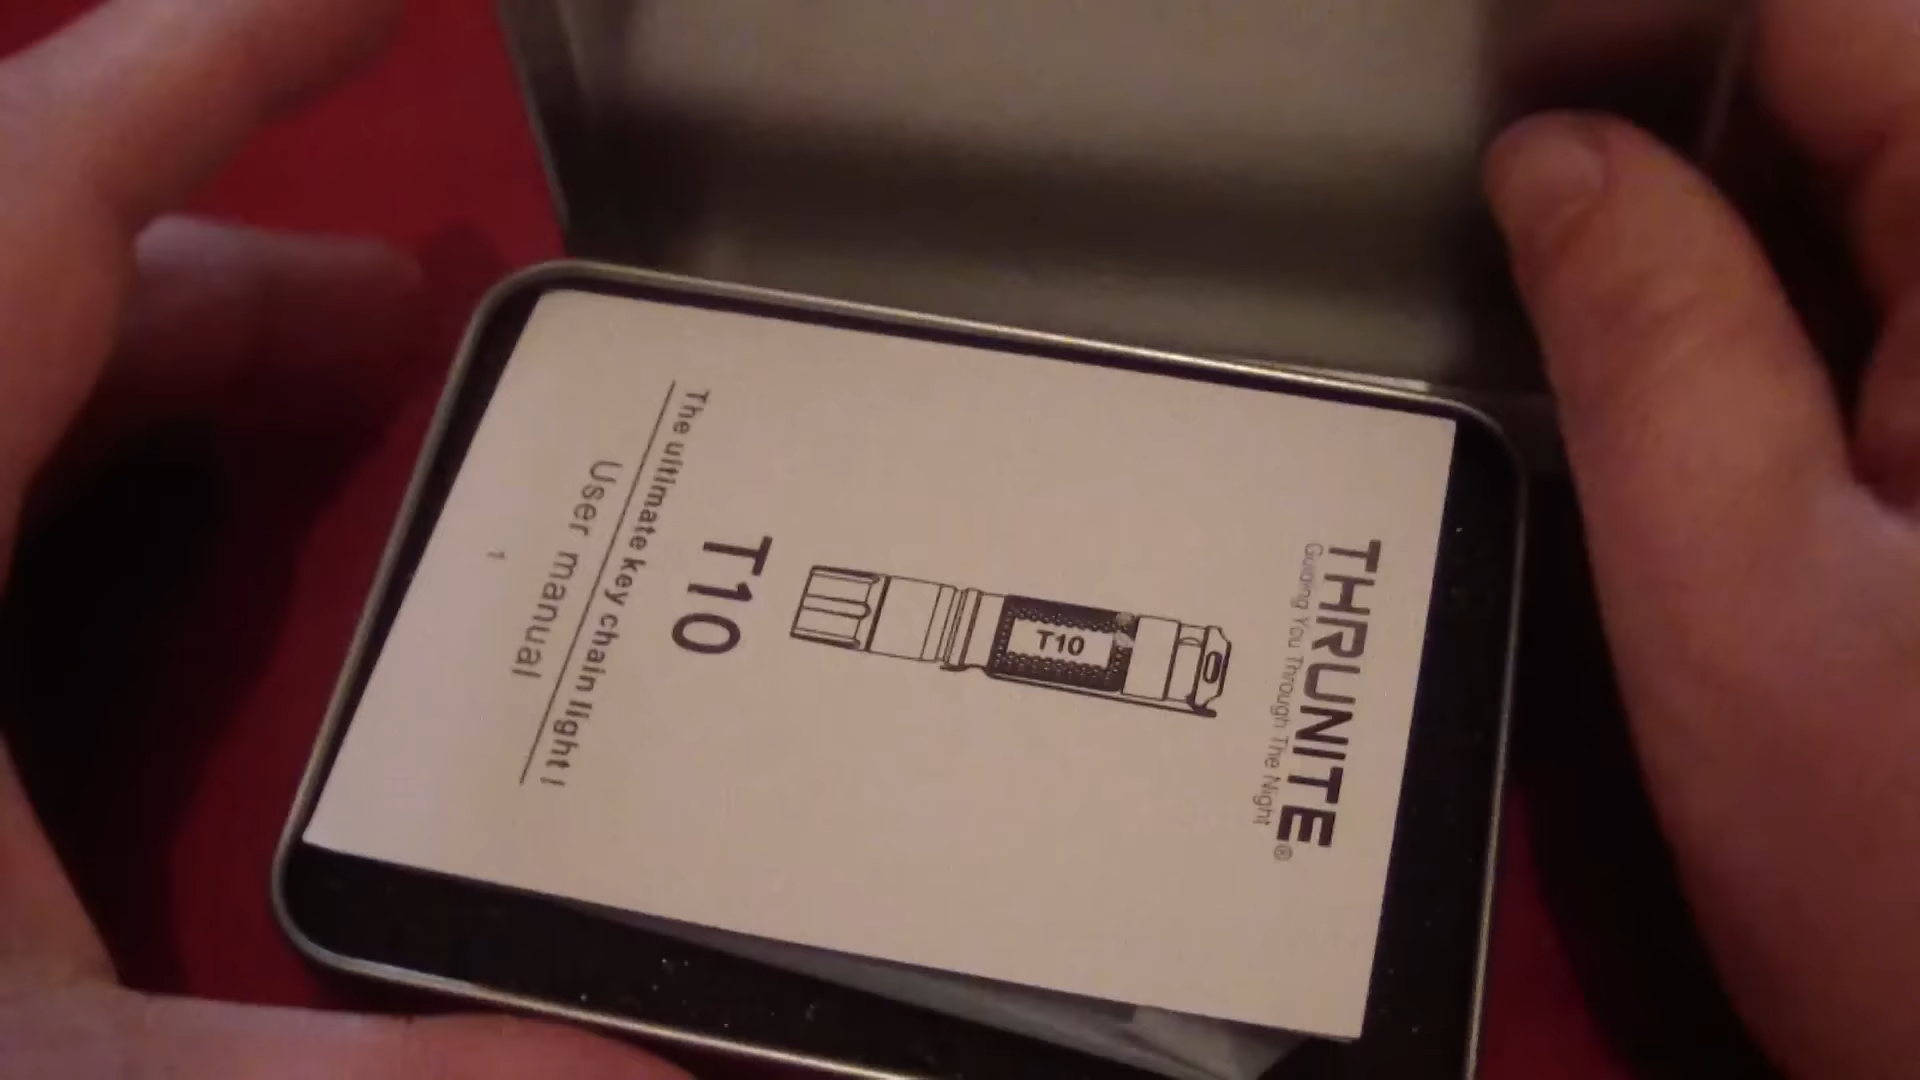 THRUNITE®
Guiding You Through The Night
T10
T10
The ultimate key chain light!
User manual
1